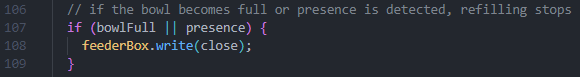 106 // if the bowl becomes full or presence is detected, refilling stops
107 if (bowlFull || presence) {
108 feederBox.write(close);
109 }